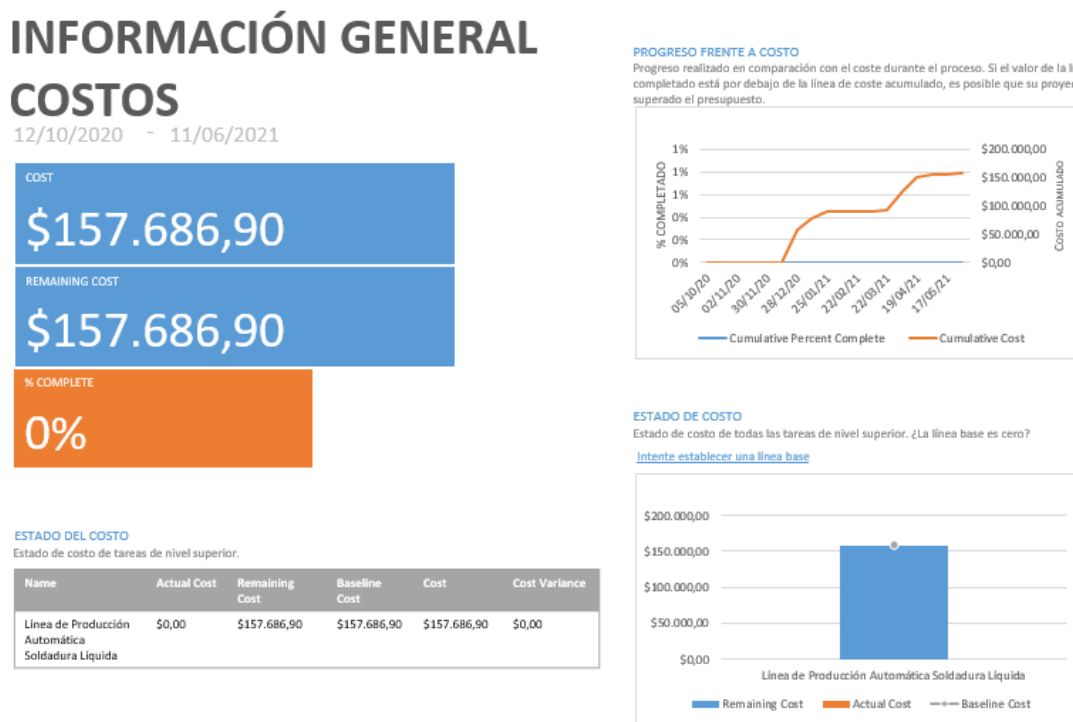 INFORMACIÓN GENERAL
COSTOS
12/10/2020 - 11/06/2021
COST
$157.686,90
REMAINING COST
$157.686,90
% COMPLETE
0%
ESTADO DEL COSTO
Estado de costo de tareas de nivel superior.
Name Actual Cost Remaining Cost Baseline Cost Cost Cost Variance
Línea de Producción Automática Soldadura Líquida $0,00 $157.686,90 $157.686,90 $157.686,90 $0,00
PROGRESO FRENTE A COSTO
Progreso realizado en comparación con el coste durante el proceso. Si el valor de la
completado está por debajo de la línea de coste acumulado, es posible que su
superado el presupuesto.
1% $200.000,00
1% $150.000,00
1% $100.000,00
0% $50.000,00
0% $0,00
0%
% COMPLETADO
COSTO ACUMULADO
05/10/20 02/11/20 30/11/20 28/12/20 25/01/21 22/02/21 22/03/21 19/04/21 17/05/21
Cumulative Percent Complete Cumulative Cost
ESTADO DE COSTO
Estado de costo de todas las tareas de nivel superior. ¿La línea base es cero?
Intente establecer una línea base
$200.000,00
$150.000,00
$100.000,00
$50.000,00
$0,00
Línea de Producción Automática Soldadura Líquida
Remaining Cost Actual Cost Baseline Cost